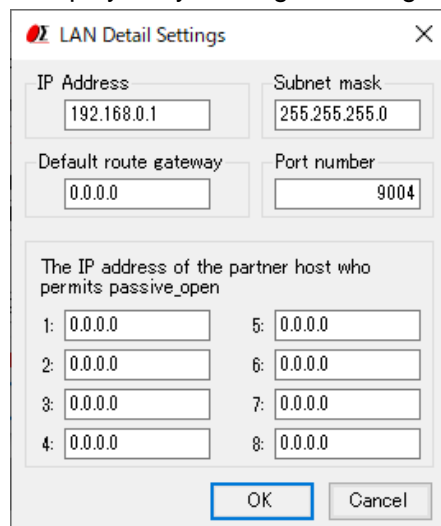 LAN Detail Settings
IP Address
192.168.0.1
Subnet mask
255.255.255.0
Default route gateway
0.0.0.0
Port number
9004
The IP address of the partner host who
permits passive_open
1: 0.0.0.0
5: 0.0.0.0
2: 0.0.0.0
6: 0.0.0.0
3: 0.0.0.0
7: 0.0.0.0
4: 0.0.0.0
8: 0.0.0.0
OK
Cancel